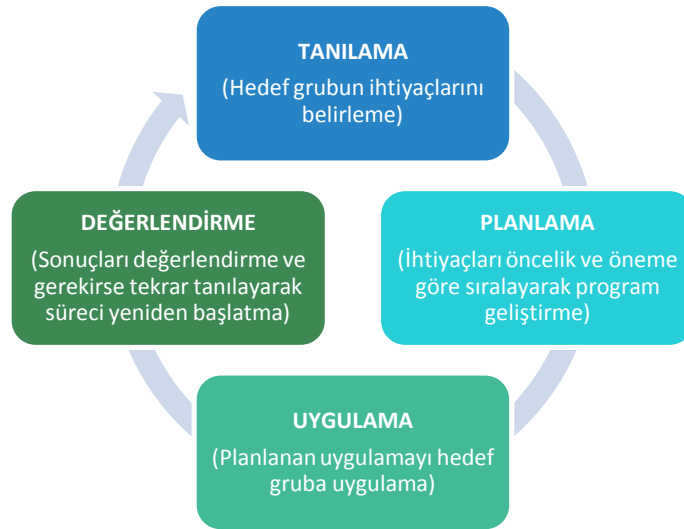 TANILAMA
(Hedef grubun ihtiyaçlarını
belirleme)
PLANLAMA
(İhtiyaçları öncelik ve öneme
göre sıralayarak program
geliştirme)
UYGULAMA
(Planlanan uygulamayı hedef
gruba uygulama)
DEĞERLENDİRME
(Sonuçları değerlendirme ve
gerekirse tekrar tanılayarak
süreci yeniden başlatma)